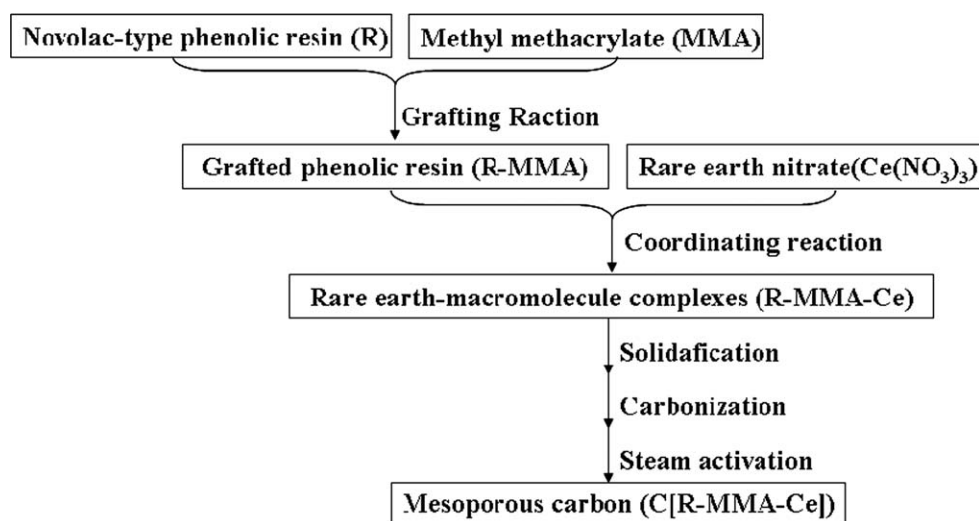 Novolac-type phenolic resin (R)
Methyl methacrylate (MMA)
Grafting Raction
Grafted phenolic resin (R-MMA)
Rare earth nitrate(Ce(NO₃)₃)
Coordinating reaction
Rare earth-macromolecule complexes (R-MMA-Ce)
Solidafication
Carbonization
Steam activation
Mesoporous carbon (C[R-MMA-Ce])